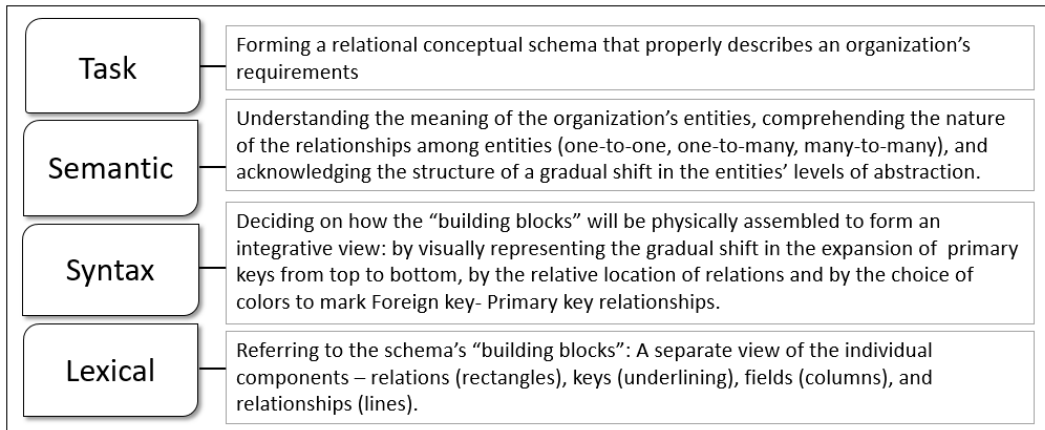 Task
Forming a relational conceptual schema that properly describes an organization’s
requirements
Semantic
Understanding the meaning of the organization’s entities, comprehending the nature
of the relationships among entities (one-to-one, one-to-many, many-to-many), and
acknowledging the structure of a gradual shift in the entities’ levels of abstraction.
Syntax
Deciding on how the “building blocks” will be physically assembled to form an
integrative view: by visually representing the gradual shift in the expansion of primary
keys from top to bottom, by the relative location of relations and by the choice of
colors to mark Foreign key- Primary key relationships.
Lexical
Referring to the schema’s “building blocks”: A separate view of the individual
components – relations (rectangles), keys (underlining), fields (columns), and
relationships (lines).